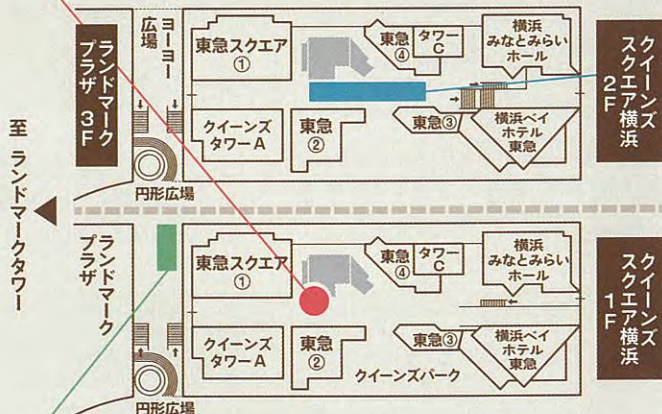 ランドマーク
プラザ 3F
ヨーヨー
広場
東急スクエア
①
東急
④
タワー
C
横浜
みなとみらい
ホール
クイーンズ
スクエア横浜
2F
クイーンズ
タワーA
東急
②
東急③
横浜ベイ
ホテル
東急
円形広場
至 ランドマークタワー
ランドマーク
プラザ
東急スクエア
①
東急
④
タワー
C
横浜
みなとみらい
ホール
クイーンズ
スクエア横浜
1F
クイーンズ
タワーA
東急
②
東急③
横浜ベイ
ホテル
東急
クイーンズパーク
円形広場